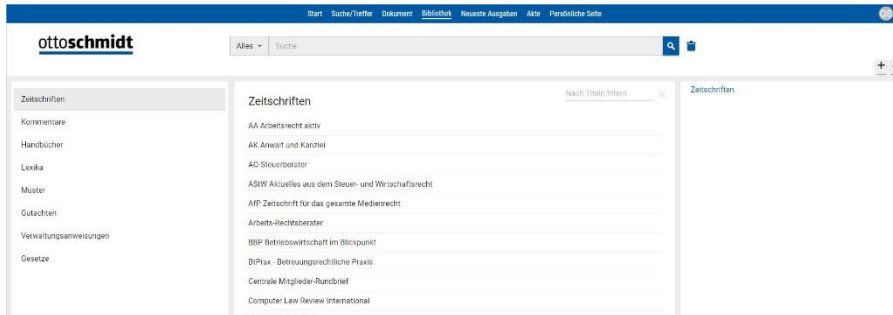 Start Suche/Treffer Dokument Bibliothek Neueste Ausgaben Akte Persönliche Seite GS
ottoschmidt
Alles Suche
Zeitschriften
Kommentare
Handbücher
Lexika
Muster
Gutachten
Verwaltungsanweisungen
Gesetze
Zeitschriften
Nach Titeln filtern
AA Arbeitsrecht aktiv
AK Anwalt und Kanzlei
AO Steuerberater
AStW Aktuelles aus dem Steuer- und Wirtschaftsrecht
AfP Zeitschrift für das gesamte Medienrecht
Arbeits-Rechtsberater
BBP Betriebswirtschaft im Blickpunkt
BtPrax - Betreuungsrechtliche Praxis
Centrale Mitglieder-Rundbrief
Computer Law Review International
Zeitschriften